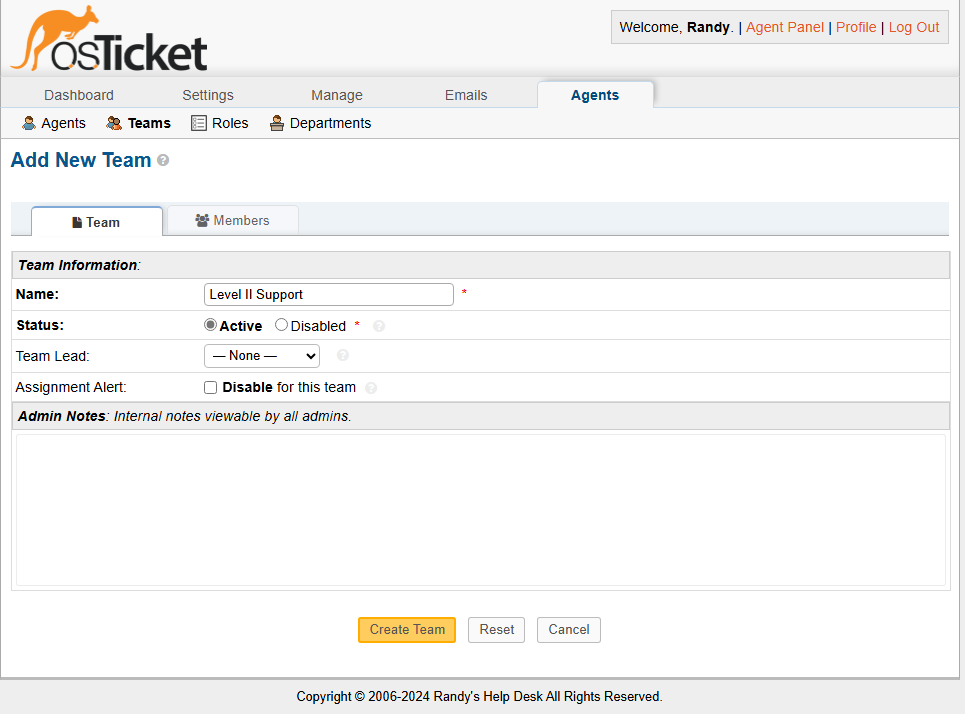 osTicket
Welcome, Randy. | Agent Panel | Profile | Log Out
Dashboard Settings Manage Emails Agents
Agents Teams Roles Departments
Add New Team ?
Team Members
Team Information:
Name: Level II Support *
Status: Active Disabled * ?
Team Lead: — None — ?
Assignment Alert: Disable for this team ?
Admin Notes: Internal notes viewable by all admins.
Create Team Reset Cancel
Copyright © 2006-2024 Randy's Help Desk All Rights Reserved.